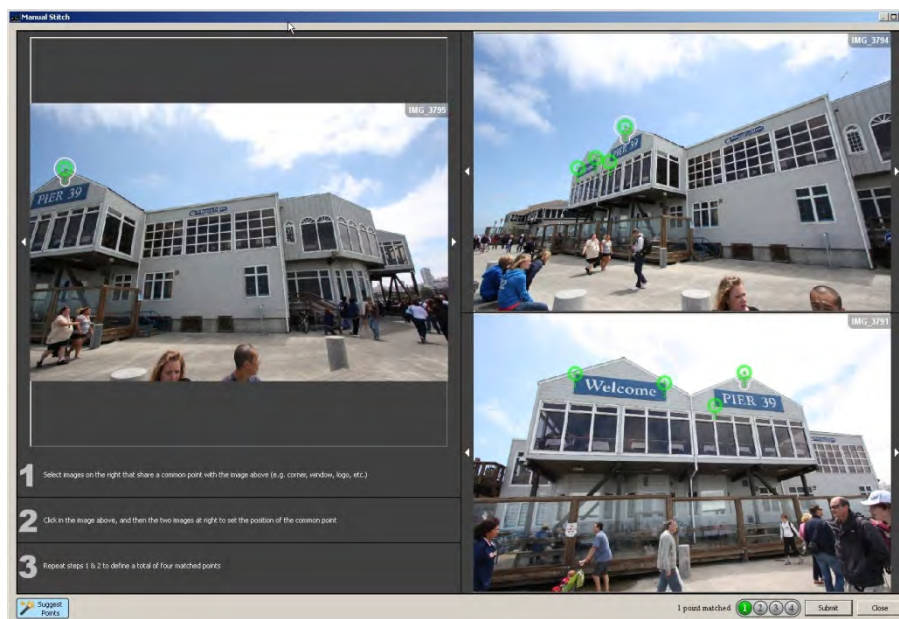 Manual Stitch
IMG_3795
PIER 39
IMG_3794
PIER 39
IMG_3791
Welcome
PIER 39
1 Select images on the right that share a common point with the image above (e.g. corner, window, logo, etc.)
2 Click in the image above, and then the two images at right to set the position of the common point
3 Repeat steps 1 & 2 to define a total of four matched points
Suggest
Points
1 point matched 1 2 3 4 Submit Close